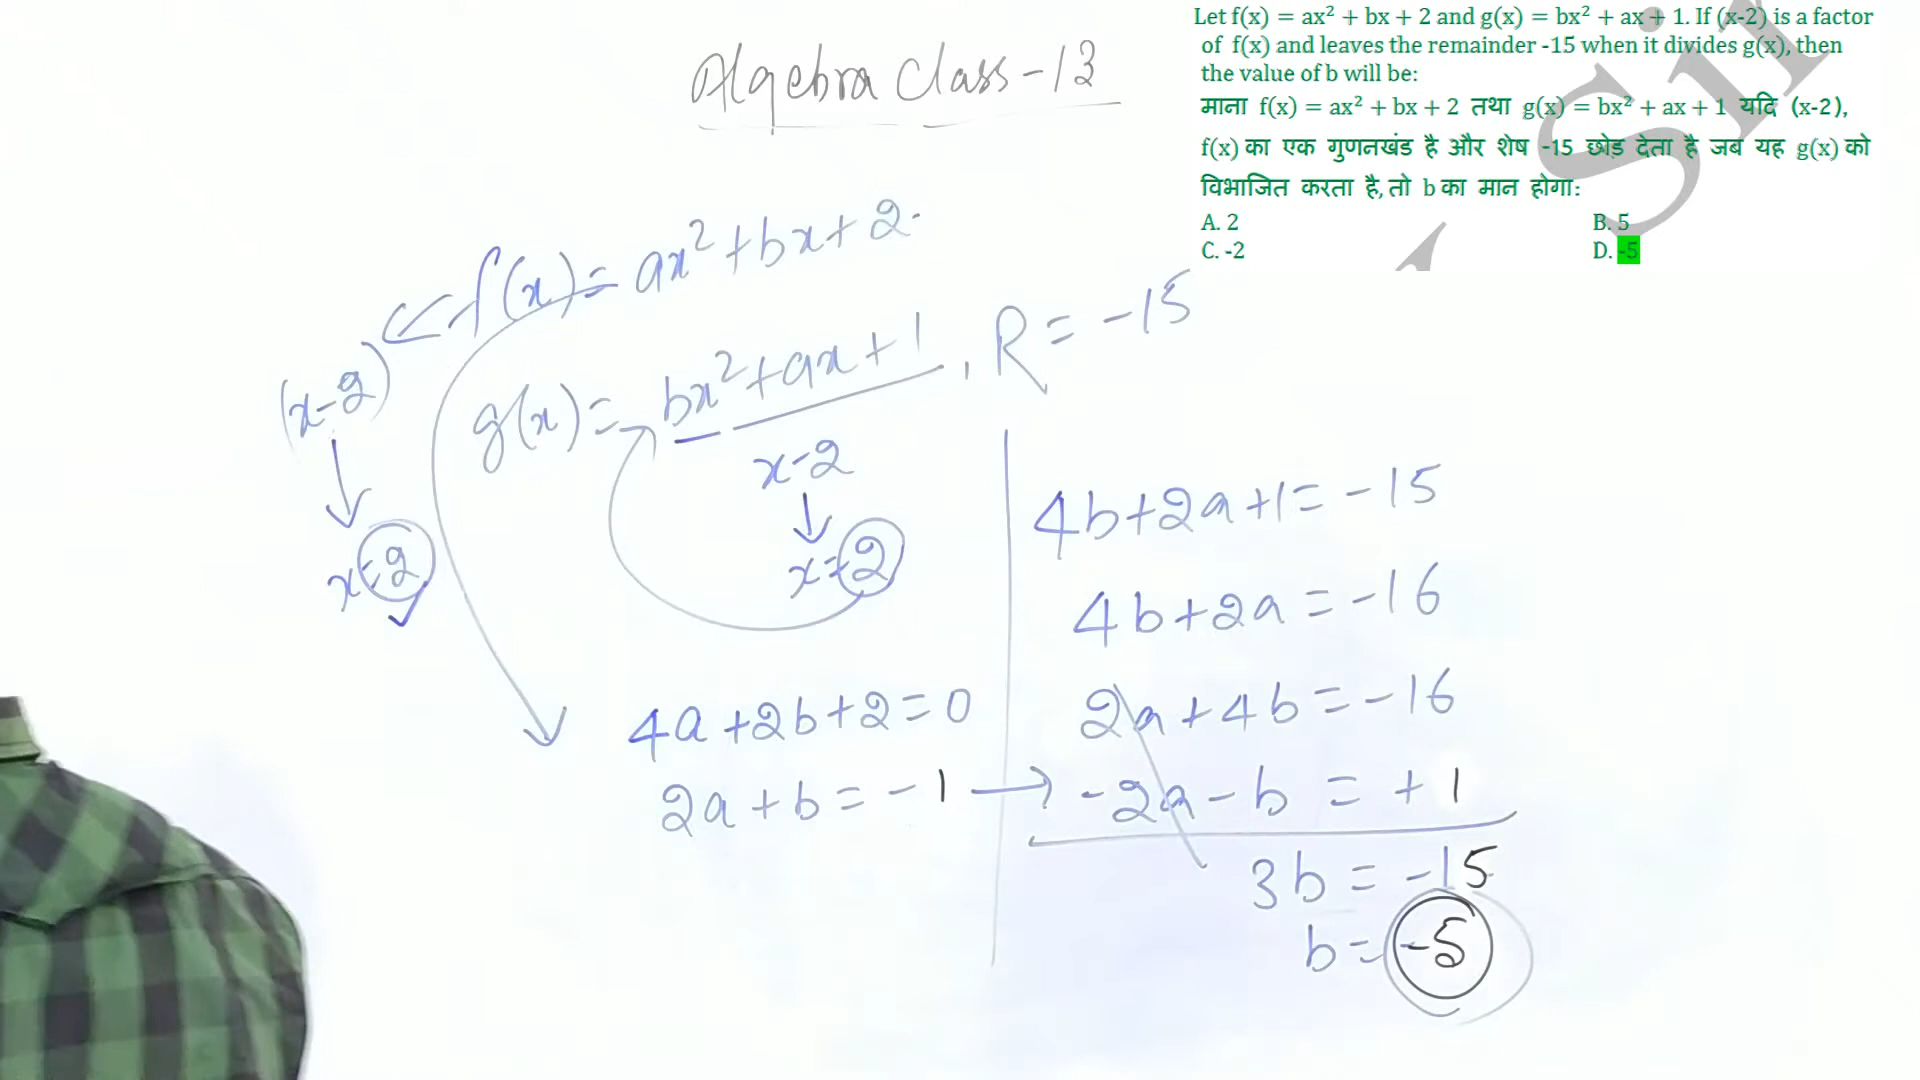 Algebra Class-13
Let f(x) = ax² + bx + 2 and g(x) = bx² + ax + 1. If (x-2) is a factor
of f(x) and leaves the remainder -15 when it divides g(x), then
the value of b will be:
माना f(x) = ax² + bx + 2 तथा g(x) = bx² + ax + 1 यदि (x-2),
f(x) का एक गुणनखंड है और शेष -15 छोड़ देता है जब यह g(x) को
विभाजित करता है, तो b का मान होगा:
A. 2 B. 5
C. -2 D. -5
Sir
f(x) = ax² + bx + 2.
(x-2)
x=2
g(x) = bx² + ax + 1, R = -15
x-2
x=2
4a + 2b + 2 = 0
2a + b = -1
4b + 2a + 1 = -15
4b + 2a = -16
2a + 4b = -16
-2a - b = +1
3b = -15
b = -5